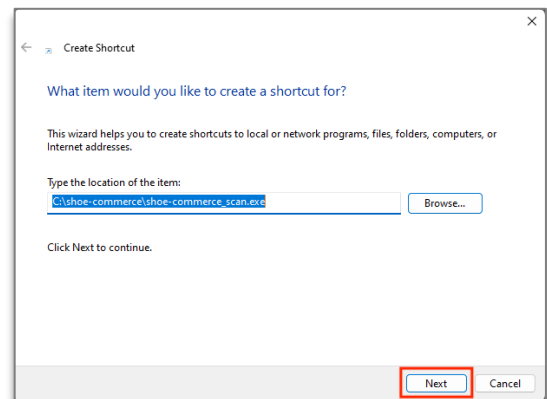 Create Shortcut
What item would you like to create a shortcut for?
This wizard helps you to create shortcuts to local or network programs, files, folders, computers, or
Internet addresses.
Type the location of the item:
C:\shoe-commerce\shoe-commerce_scan.exe
Browse...
Click Next to continue.
Next
Cancel